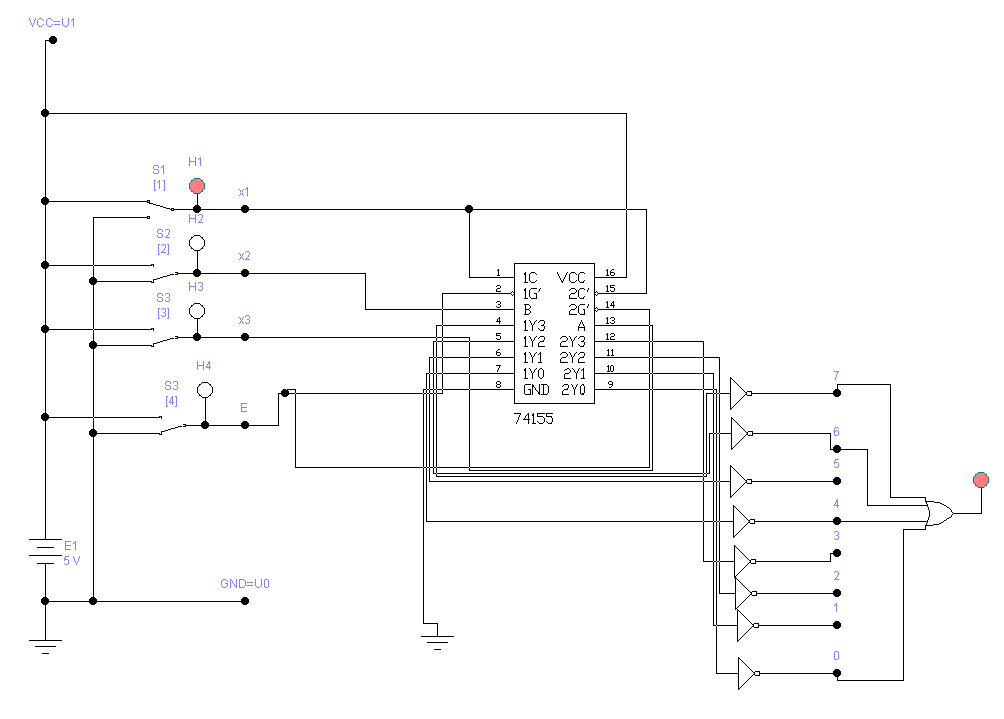 VCC=U1
S1
[1]
H1
x1
S2
[2]
H2
x2
S3
[3]
H3
x3
S3
[4]
H4
E
E1
5 V
GND=U0
1 1C VCC 16
2 1G' 2C' 15
3 B 2G' 14
4 1Y3 A 13
5 1Y2 2Y3 12
6 1Y1 2Y2 11
7 1Y0 2Y1 10
8 GND 2Y0 9
74155
7
6
5
4
3
2
1
0